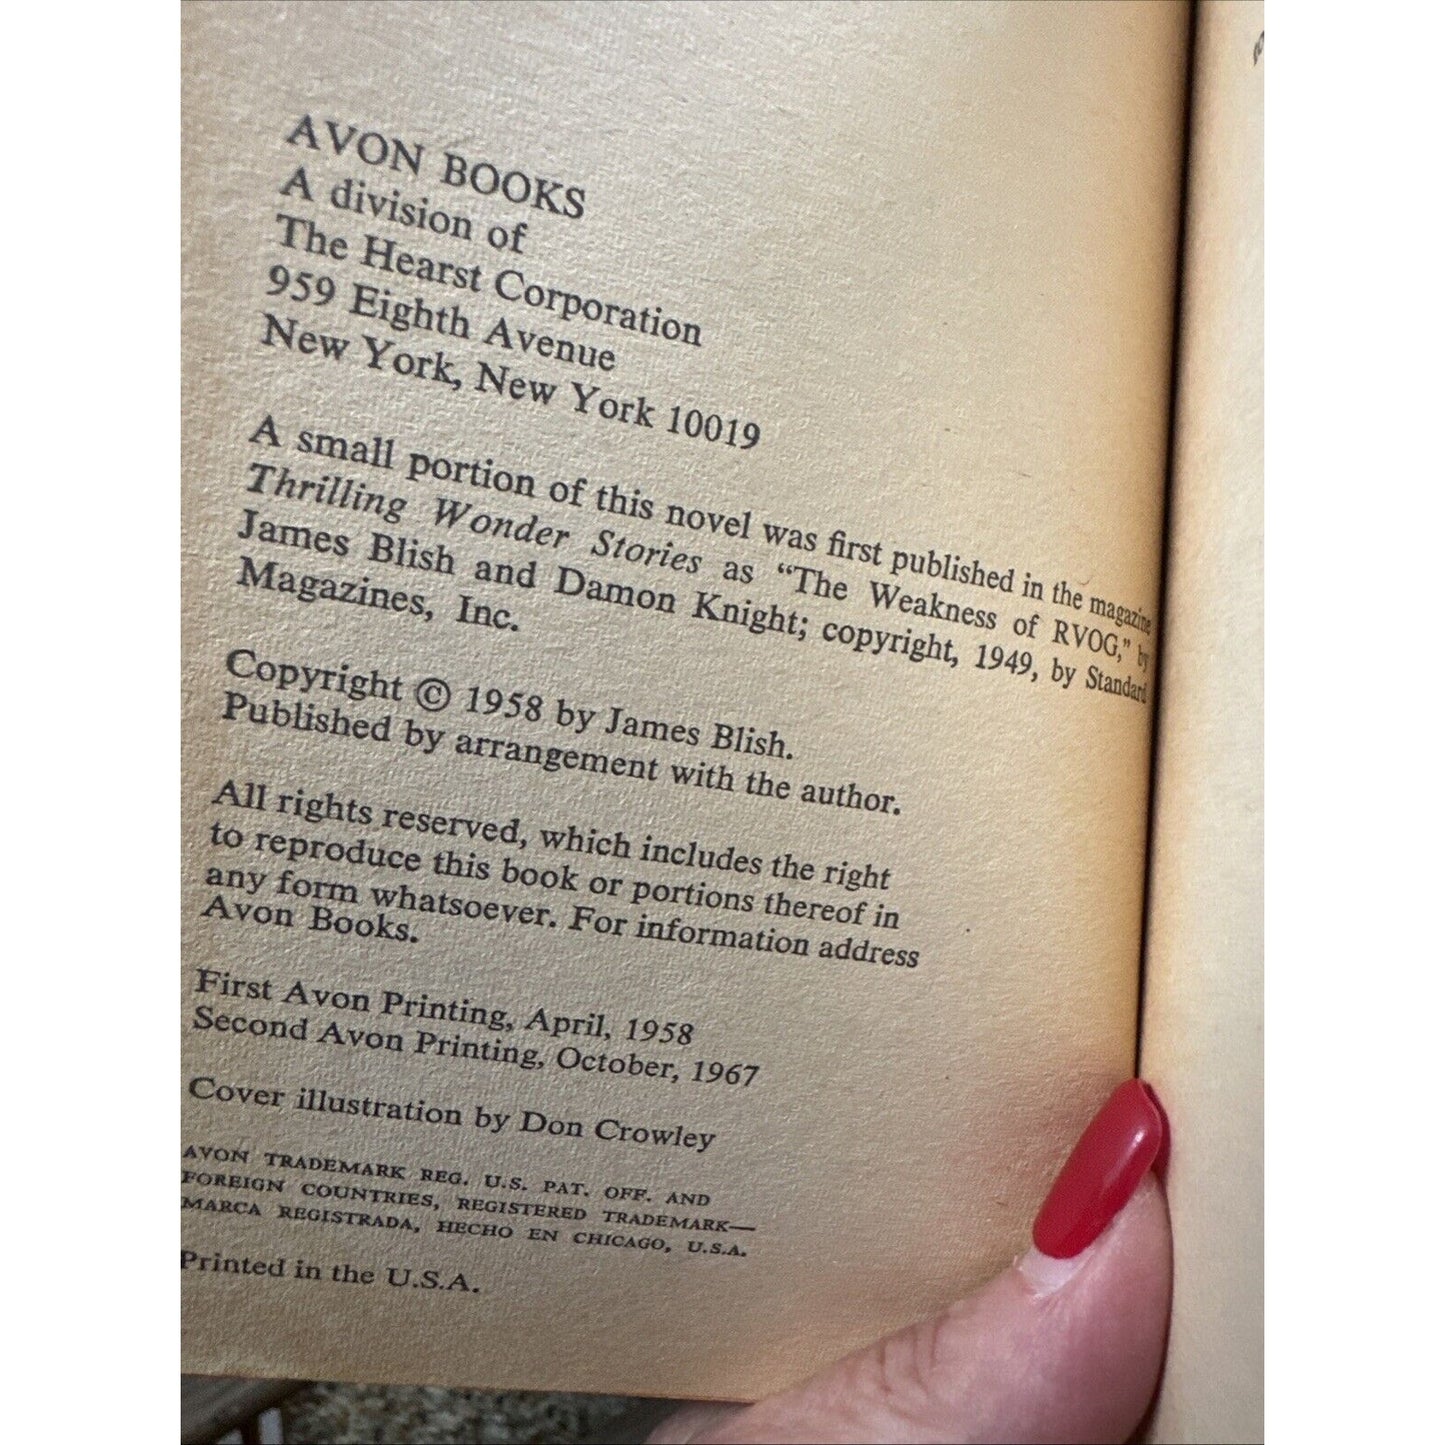 AVON BOOKS
A division of
The Hearst Corporation
959 Eighth Avenue
New York, New York 10019
A small portion of this novel was first published in the magazine
Thrilling Wonder Stories as “The Weakness of RVOG,” by
James Blish and Damon Knight; copyright, 1949, by Standard
Magazines, Inc.
Copyright © 1958 by James Blish.
Published by arrangement with the author.
All rights reserved, which includes the right
to reproduce this book or portions thereof in
any form whatsoever. For information address
Avon Books.
First Avon Printing, April, 1958
Second Avon Printing, October, 1967
Cover illustration by Don Crowley
AVON TRADEMARK REG. U.S. PAT. OFF. AND
FOREIGN COUNTRIES, REGISTERED TRADEMARK—
MARCA REGISTRADA, HECHO EN CHICAGO, U.S.A.
Printed in the U.S.A.